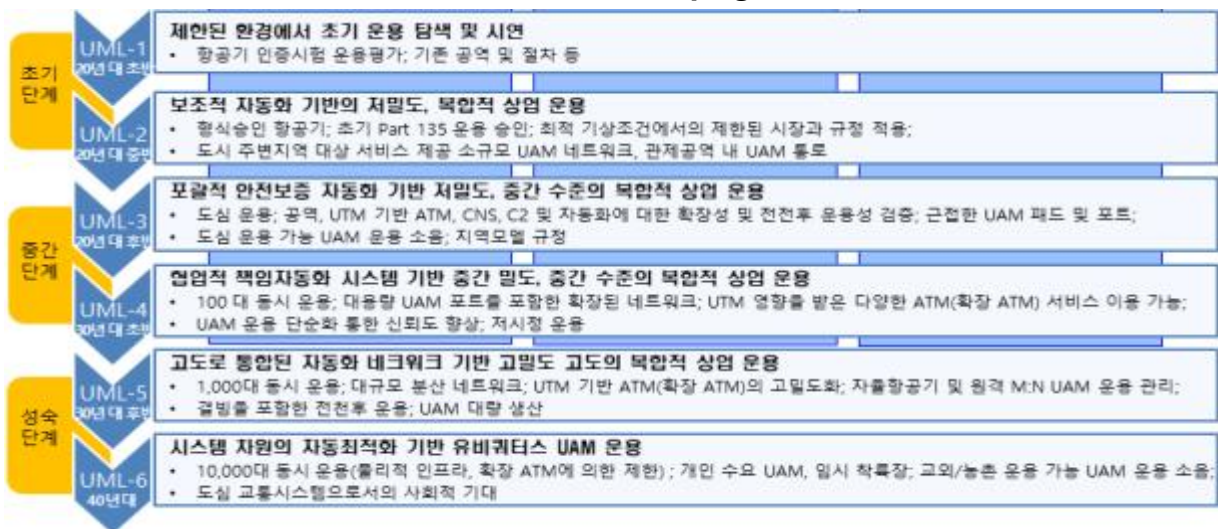 초기
단계
UML-1
20년 대 초반
제한된 환경에서 초기 운용 탐색 및 시연
• 항공기 인증시험 운용평가; 기존 공역 및 절차 등
UML-2
20년 대 중반
보조적 자동화 기반의 저밀도, 복합적 상업 운용
• 형식승인 항공기; 초기 Part 135 운용 승인; 최적 기상조건에서의 제한된 시장과 규정 적용;
• 도시 주변지역 대상 서비스 제공 소규모 UAM 네트워크, 관제공역 내 UAM 통로
중간
단계
UML-3
20년 대 후반
포괄적 안전보증 자동화 기반 저밀도, 중간 수준의 복합적 상업 운용
• 도심 운용; 공역, UTM 기반 ATM, CNS, C2 및 자동화에 대한 확장성 및 전전후 운용성 검증; 근접한 UAM 패드 및 포트;
• 도심 운용 가능 UAM 운용 소음; 지역모델 규정
UML-4
30년 대 초반
협업적 책임자동화 시스템 기반 중간 밀도, 중간 수준의 복합적 상업 운용
• 100 대 동시 운용; 대용량 UAM 포트를 포함한 확장된 네트워크; UTM 영향을 받은 다양한 ATM(확장 ATM) 서비스 이용 가능;
• UAM 운용 단순화 통한 신뢰도 향상; 저시정 운용
성숙
단계
UML-5
30년 대 후반
고도로 통합된 자동화 네크워크 기반 고밀도 고도의 복합적 상업 운용
• 1,000대 동시 운용; 대규모 분산 네트워크; UTM 기반 ATM(확장 ATM)의 고밀도화; 자율항공기 및 원격 M:N UAM 운용 관리;
• 결빙을 포함한 전천후 운용; UAM 대량 생산
UML-6
40년대
시스템 자원의 자동최적화 기반 유비쿼터스 UAM 운용
• 10,000대 동시 운용(물리적 인프라, 확장 ATM에 의한 제한) ; 개인 수요 UAM, 임시 착륙장; 교외/농촌 운용 가능 UAM 운용 소음;
• 도심 교통시스템으로서의 사회적 기대